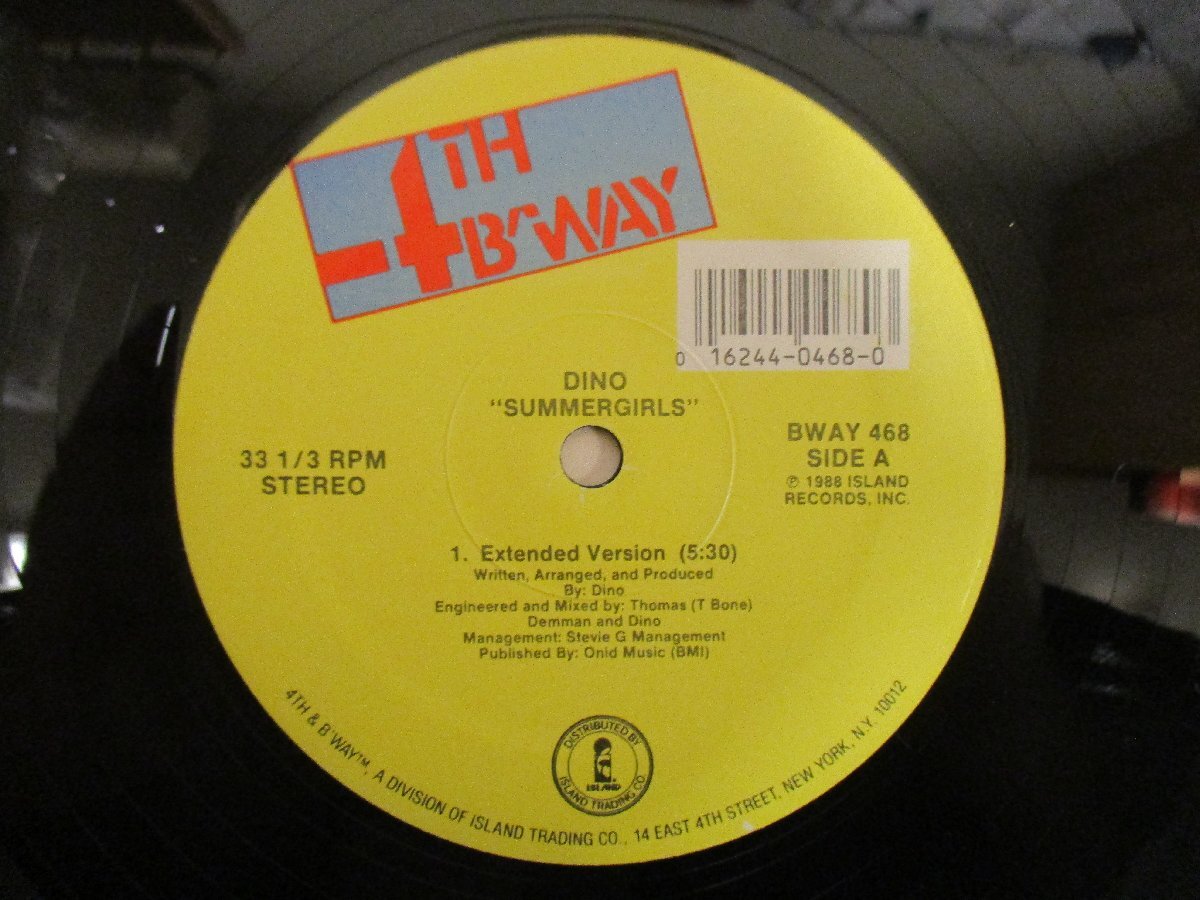 4TH
B'WAY
0 16244-0468-0
DINO
"SUMMERGIRLS"
33 1/3 RPM
STEREO
BWAY 468
SIDE A
℗ 1988 ISLAND
RECORDS, INC.
1. Extended Version (5:30)
Written, Arranged, and Produced
By: Dino
Engineered and Mixed by: Thomas (T Bone)
Demman and Dino
Management: Stevie G Management
Published By: Onid Music (BMI)
DISTRIBUTED BY
ISLAND
ISLAND TRADING CO
4TH & B'WAY™, A DIVISION OF ISLAND TRADING CO., 14 EAST 4TH STREET, NEW YORK, N.Y. 10012